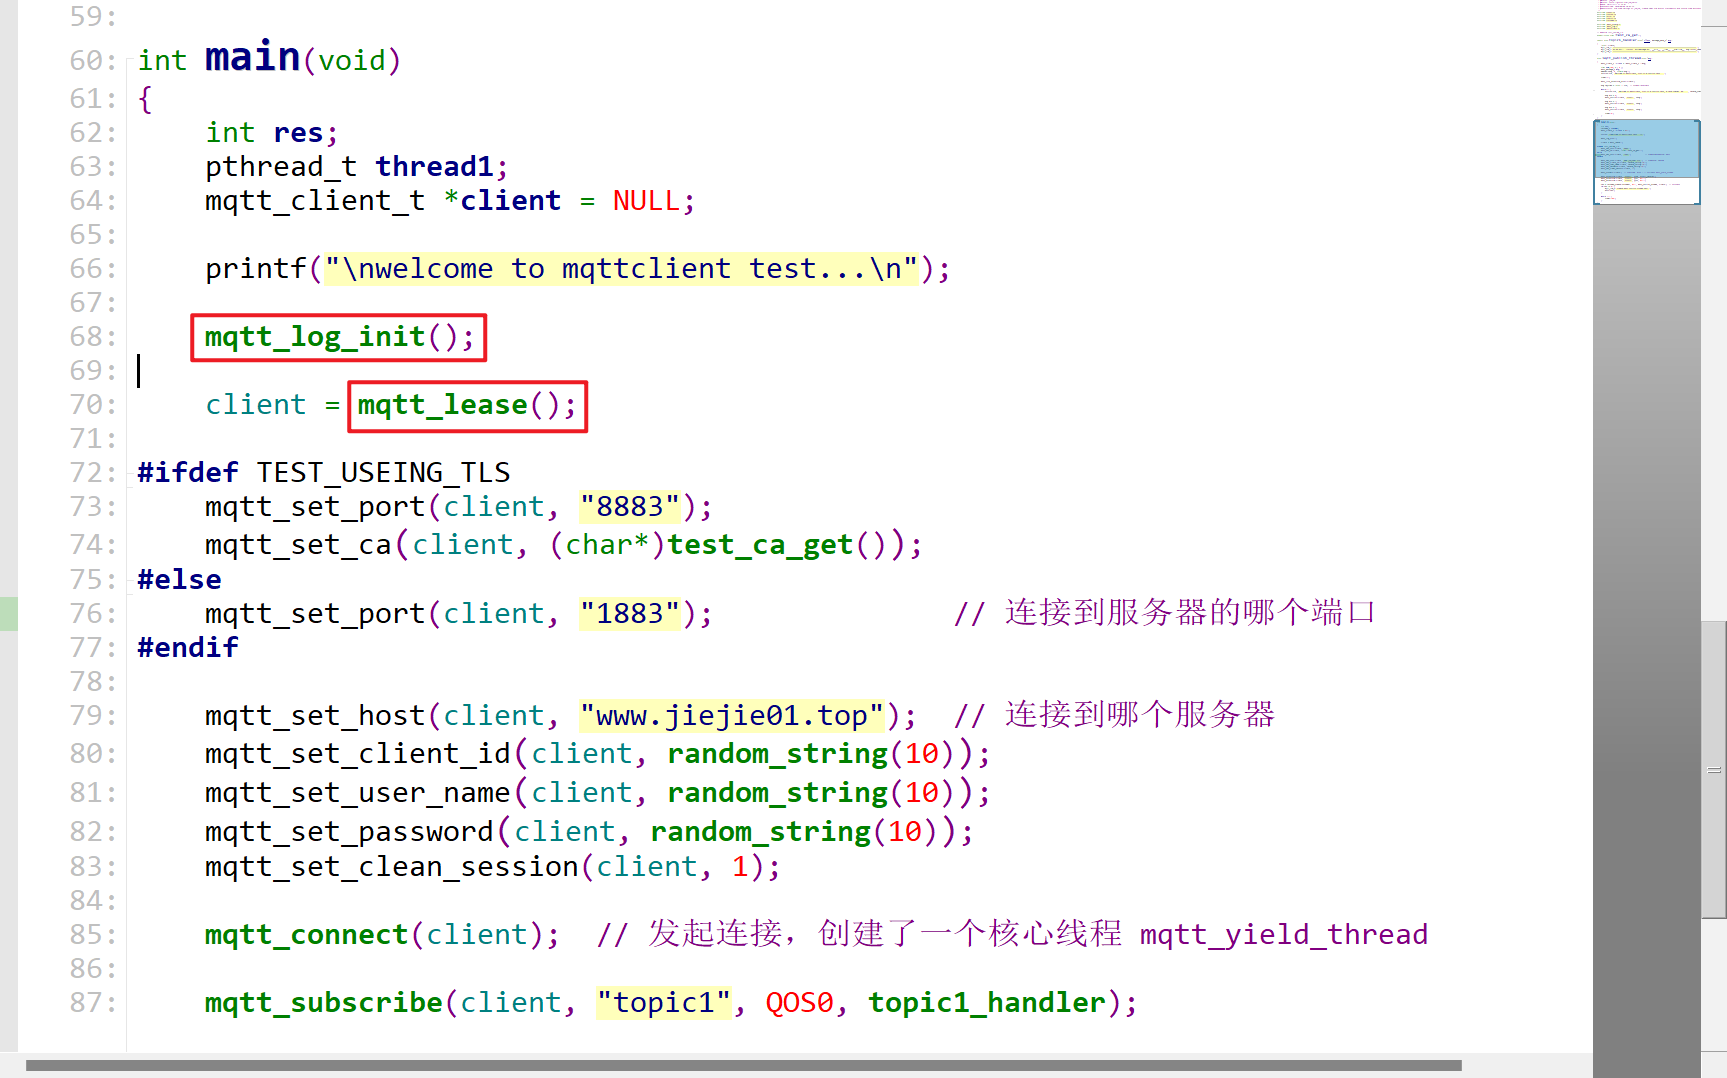 59:
60: int main(void)
61: {
62:     int res;
63:     pthread_t thread1;
64:     mqtt_client_t *client = NULL;
65:
66:     printf("\nwelcome to mqttclient test...\n");
67:
68:     mqtt_log_init();
69:
70:     client = mqtt_lease();
71:
72: #ifdef TEST_USEING_TLS
73:     mqtt_set_port(client, "8883");
74:     mqtt_set_ca(client, (char*)test_ca_get());
75: #else
76:     mqtt_set_port(client, "1883");              // 连接到服务器的哪个端口
77: #endif
78:
79:     mqtt_set_host(client, "www.jiejie01.top");  // 连接到哪个服务器
80:     mqtt_set_client_id(client, random_string(10));
81:     mqtt_set_user_name(client, random_string(10));
82:     mqtt_set_password(client, random_string(10));
83:     mqtt_set_clean_session(client, 1);
84:
85:     mqtt_connect(client);  // 发起连接，创建了一个核心线程 mqtt_yield_thread
86:
87:     mqtt_subscribe(client, "topic1", QOS0, topic1_handler);